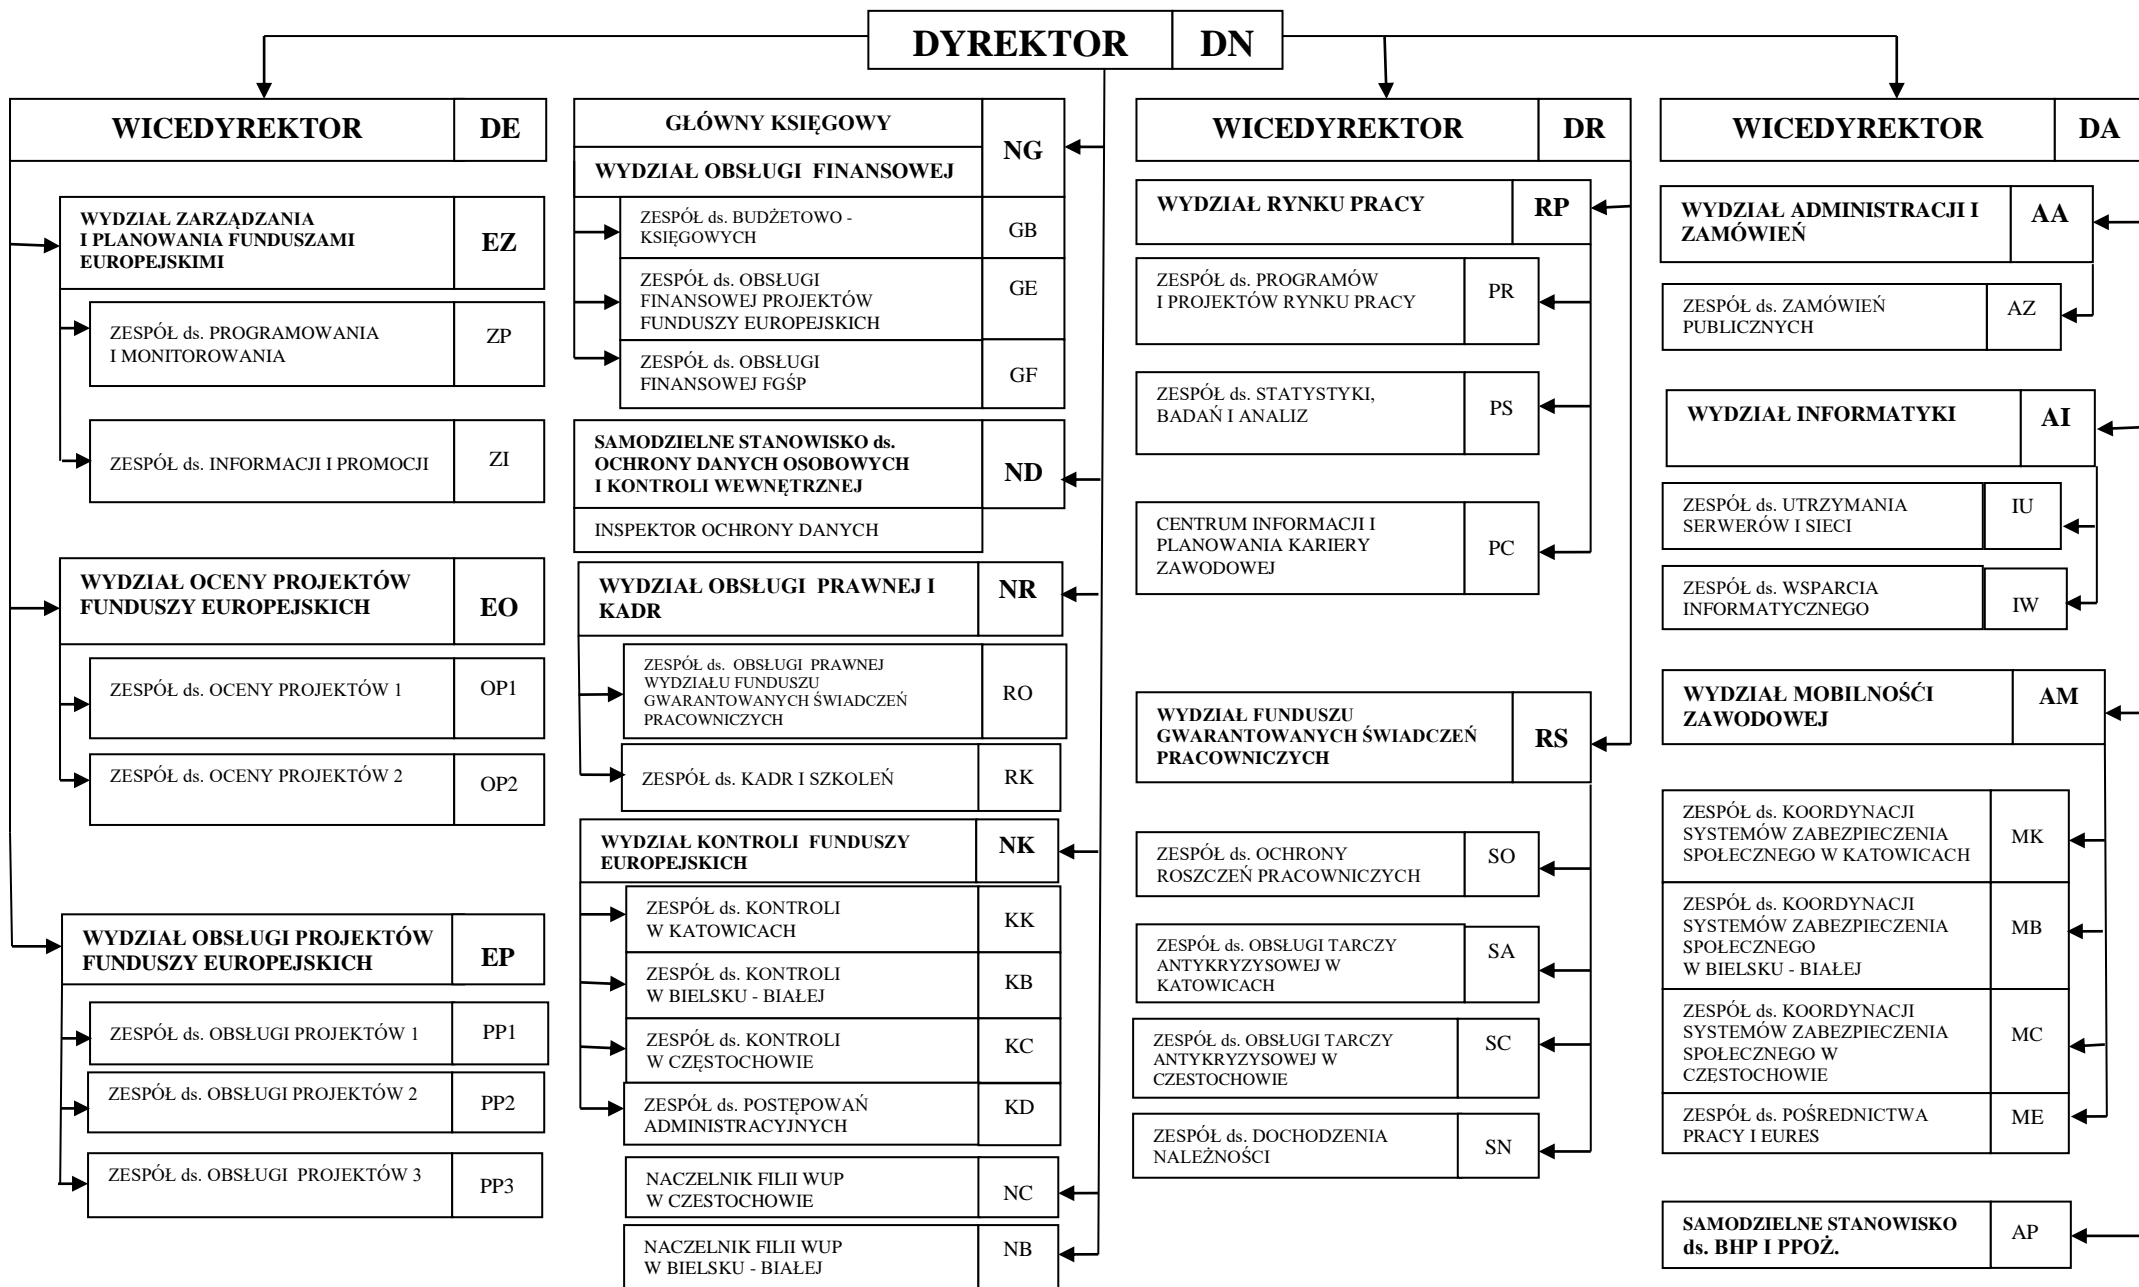 DYREKTOR DN
WICEDYREKTOR DE
WYDZIAŁ ZARZĄDZANIA
I PLANOWANIA FUNDUSZAMI
EUROPEJSKIMI
EZ
ZESPÓŁ ds. PROGRAMOWANIA
I MONITOROWANIA
ZP
ZESPÓŁ ds. INFORMACJI I PROMOCJI ZI
WYDZIAŁ OCENY PROJEKTÓW
FUNDUSZY EUROPEJSKICH
EO
ZESPÓŁ ds. OCENY PROJEKTÓW 1 OP1
ZESPÓŁ ds. OCENY PROJEKTÓW 2 OP2
WYDZIAŁ OBSŁUGI PROJEKTÓW
FUNDUSZY EUROPEJSKICH
EP
ZESPÓŁ ds. OBSŁUGI PROJEKTÓW 1 PP1
ZESPÓŁ ds. OBSŁUGI PROJEKTÓW 2 PP2
ZESPÓŁ ds. OBSŁUGI PROJEKTÓW 3 PP3
GŁÓWNY KSIĘGOWY
NG
WYDZIAŁ OBSŁUGI FINANSOWEJ
ZESPÓŁ ds. BUDŻETOWO -
KSIĘGOWYCH
GB
ZESPÓŁ ds. OBSŁUGI
FINANSOWEJ PROJEKTÓW
FUNDUSZY EUROPEJSKICH
GE
ZESPÓŁ ds. OBSŁUGI
FINANSOWEJ FGŚP
GF
SAMODZIELNE STANOWISKO ds.
OCHRONY DANYCH OSOBOWYCH
I KONTROLI WEWNĘTRZNEJ
ND
INSPEKTOR OCHRONY DANYCH
WYDZIAŁ OBSŁUGI PRAWNEJ I
KADR
NR
ZESPÓŁ ds. OBSŁUGI PRAWNEJ
WYDZIAŁU FUNDUSZU
GWARANTOWANYCH ŚWIADCZEŃ
PRACOWNICZYCH
RO
ZESPÓŁ ds. KADR I SZKOLEŃ RK
WYDZIAŁ KONTROLI FUNDUSZY
EUROPEJSKICH
NK
ZESPÓŁ ds. KONTROLI
W KATOWICACH
KK
ZESPÓŁ ds. KONTROLI
W BIELSKU - BIAŁEJ
KB
ZESPÓŁ ds. KONTROLI
W CZĘSTOCHOWIE
KC
ZESPÓŁ ds. POSTĘPOWAŃ
ADMINISTRACYJNYCH
KD
NACZELNIK FILII WUP
W CZESTOCHOWIE
NC
NACZELNIK FILII WUP
W BIELSKU - BIAŁEJ
NB
WICEDYREKTOR DR
WYDZIAŁ RYNKU PRACY RP
ZESPÓŁ ds. PROGRAMÓW
I PROJEKTÓW RYNKU PRACY
PR
ZESPÓŁ ds. STATYSTYKI,
BADAŃ I ANALIZ
PS
CENTRUM INFORMACJI I
PLANOWANIA KARIERY
ZAWODOWEJ
PC
WYDZIAŁ FUNDUSZU
GWARANTOWANYCH ŚWIADCZEŃ
PRACOWNICZYCH
RS
ZESPÓŁ ds. OCHRONY
ROSZCZEŃ PRACOWNICZYCH
SO
ZESPÓŁ ds. OBSŁUGI TARCZY
ANTYKRYZYSOWEJ W
KATOWICACH
SA
ZESPÓŁ ds. OBSŁUGI TARCZY
ANTYKRYZYSOWEJ W
CZESTOCHOWIE
SC
ZESPÓŁ ds. DOCHODZENIA
NALEŻNOŚCI
SN
WICEDYREKTOR DA
WYDZIAŁ ADMINISTRACJI I
ZAMÓWIEŃ
AA
ZESPÓŁ ds. ZAMÓWIEŃ
PUBLICZNYCH
AZ
WYDZIAŁ INFORMATYKI AI
ZESPÓŁ ds. UTRZYMANIA
SERWERÓW I SIECI
IU
ZESPÓŁ ds. WSPARCIA
INFORMATYCZNEGO
IW
WYDZIAŁ MOBILNOŚĆI
ZAWODOWEJ
AM
ZESPÓŁ ds. KOORDYNACJI
SYSTEMÓW ZABEZPIECZENIA
SPOŁECZNEGO W KATOWICACH
MK
ZESPÓŁ ds. KOORDYNACJI
SYSTEMÓW ZABEZPIECZENIA
SPOŁECZNEGO
W BIELSKU - BIAŁEJ
MB
ZESPÓŁ ds. KOORDYNACJI
SYSTEMÓW ZABEZPIECZENIA
SPOŁECZNEGO W
CZĘSTOCHOWIE
MC
ZESPÓŁ ds. POŚREDNICTWA
PRACY I EURES
ME
SAMODZIELNE STANOWISKO
ds. BHP I PPOŻ.
AP